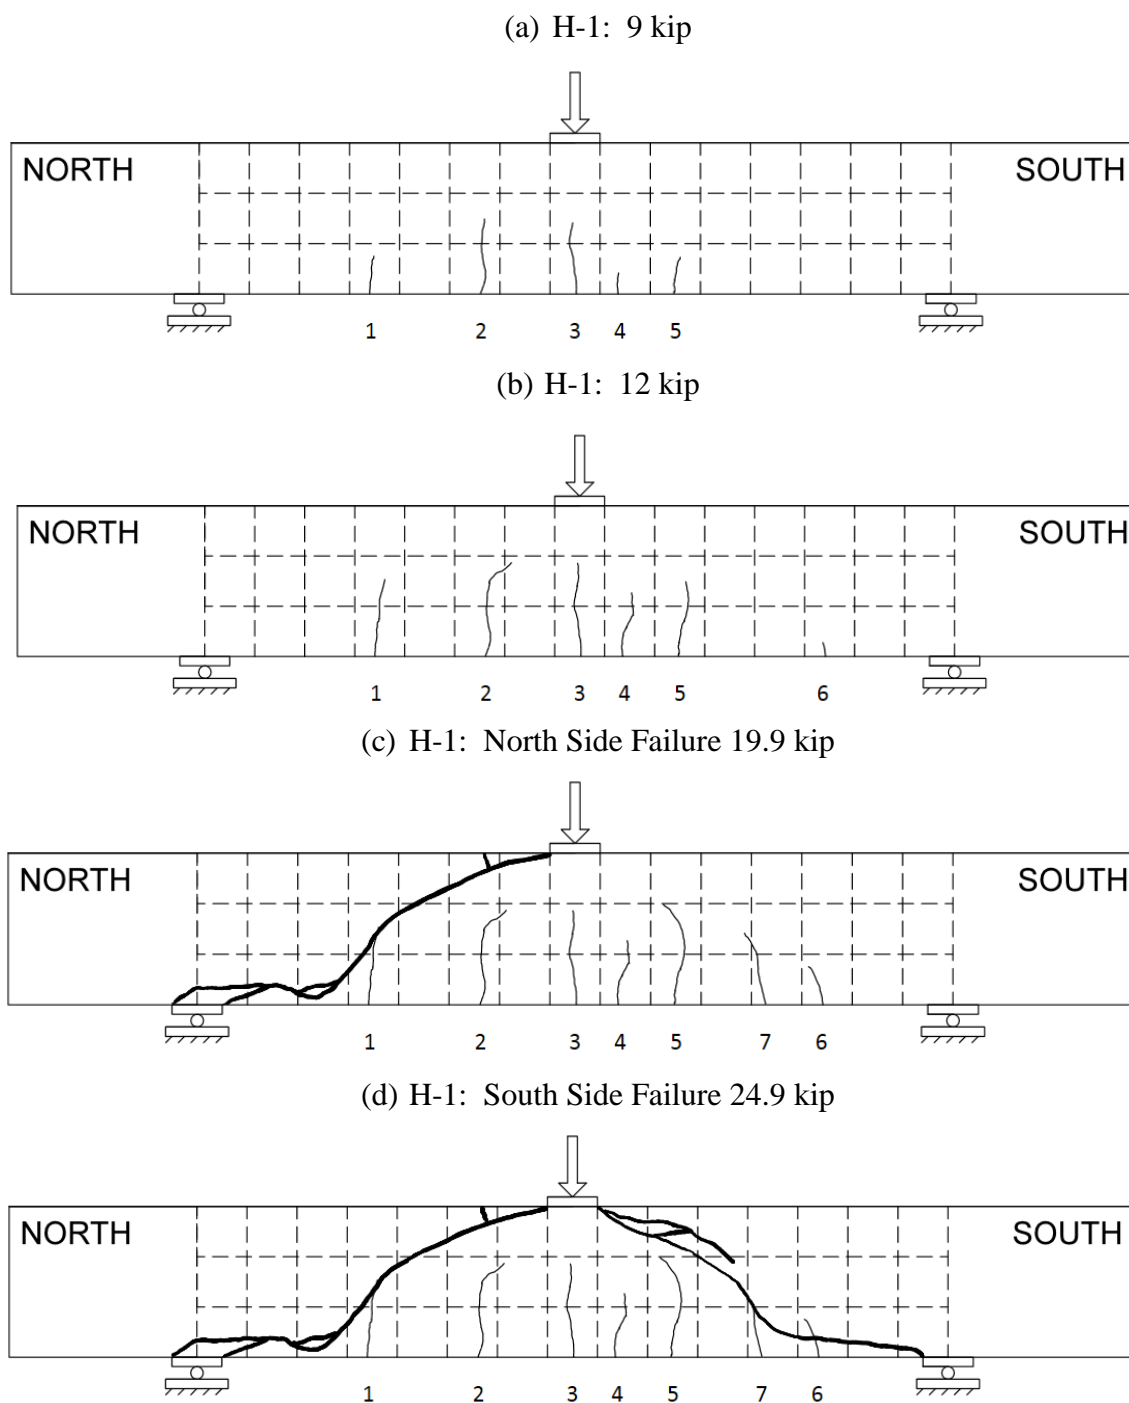 (a) H-1: 9 kip
NORTH SOUTH
1 2 3 4 5
(b) H-1: 12 kip
NORTH SOUTH
1 2 3 4 5 6
(c) H-1: North Side Failure 19.9 kip
NORTH SOUTH
1 2 3 4 5 7 6
(d) H-1: South Side Failure 24.9 kip
NORTH SOUTH
1 2 3 4 5 7 6